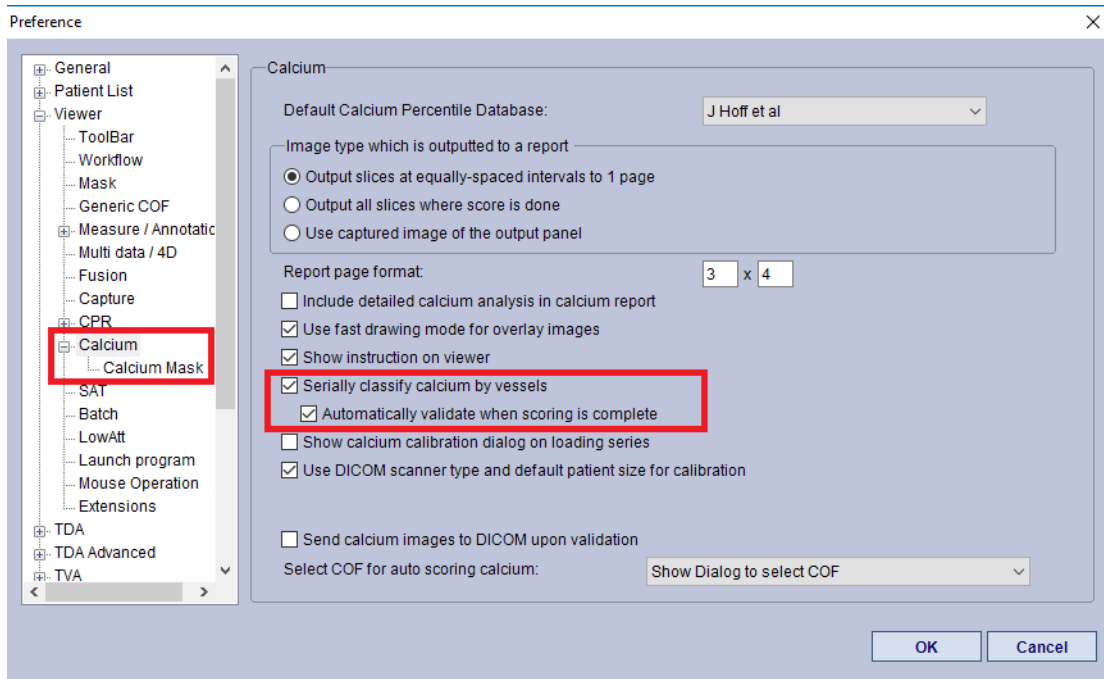 Preference
General
Patient List
Viewer
ToolBar
Workflow
Mask
Generic COF
Measure / Annotatic
Multi data / 4D
Fusion
Capture
CPR
Calcium
Calcium Mask
SAT
Batch
LowAtt
Launch program
Mouse Operation
Extensions
TDA
TDA Advanced
TVA
Calcium
Default Calcium Percentile Database: J Hoff et al
Image type which is outputted to a report
Output slices at equally-spaced intervals to 1 page
Output all slices where score is done
Use captured image of the output panel
Report page format: 3 x 4
Include detailed calcium analysis in calcium report
Use fast drawing mode for overlay images
Show instruction on viewer
Serially classify calcium by vessels
Automatically validate when scoring is complete
Show calcium calibration dialog on loading series
Use DICOM scanner type and default patient size for calibration
Send calcium images to DICOM upon validation
Select COF for auto scoring calcium: Show Dialog to select COF
OK Cancel